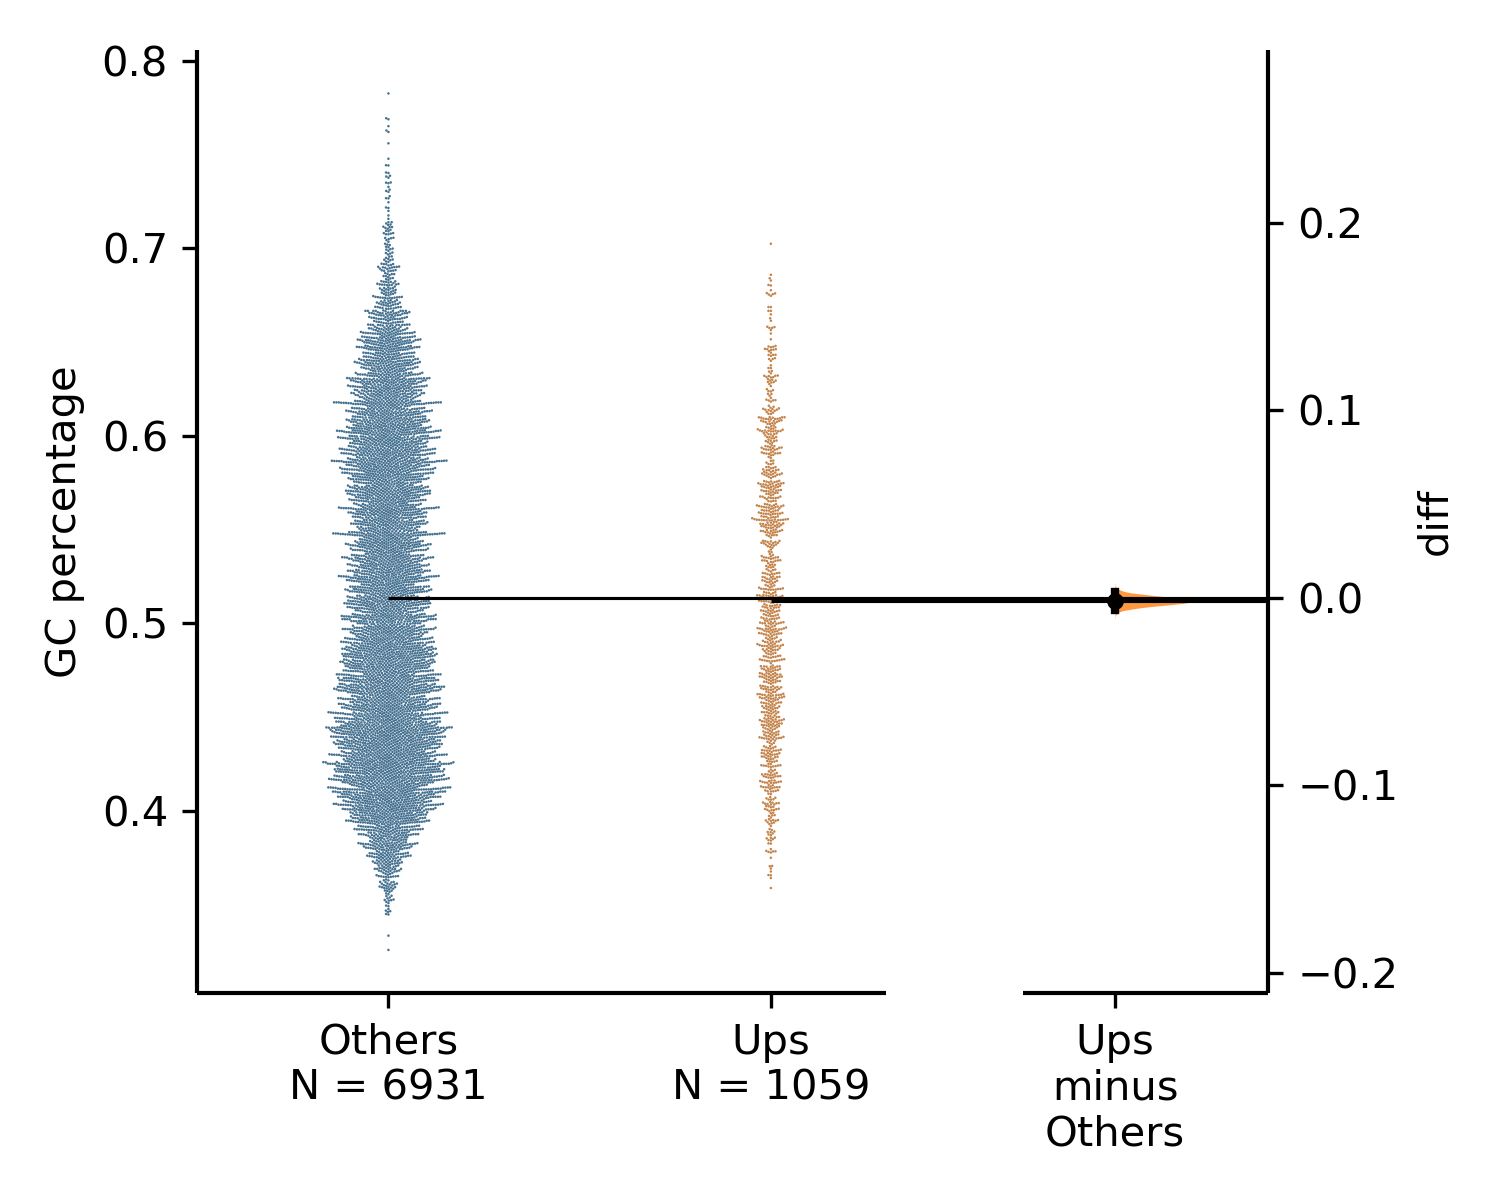 GC percentage
0.8
0.7
0.6
0.5
0.4
Others
N = 6931
Ups
N = 1059
Ups
minus
Others
0.2
0.1
0.0
−0.1
−0.2
diff